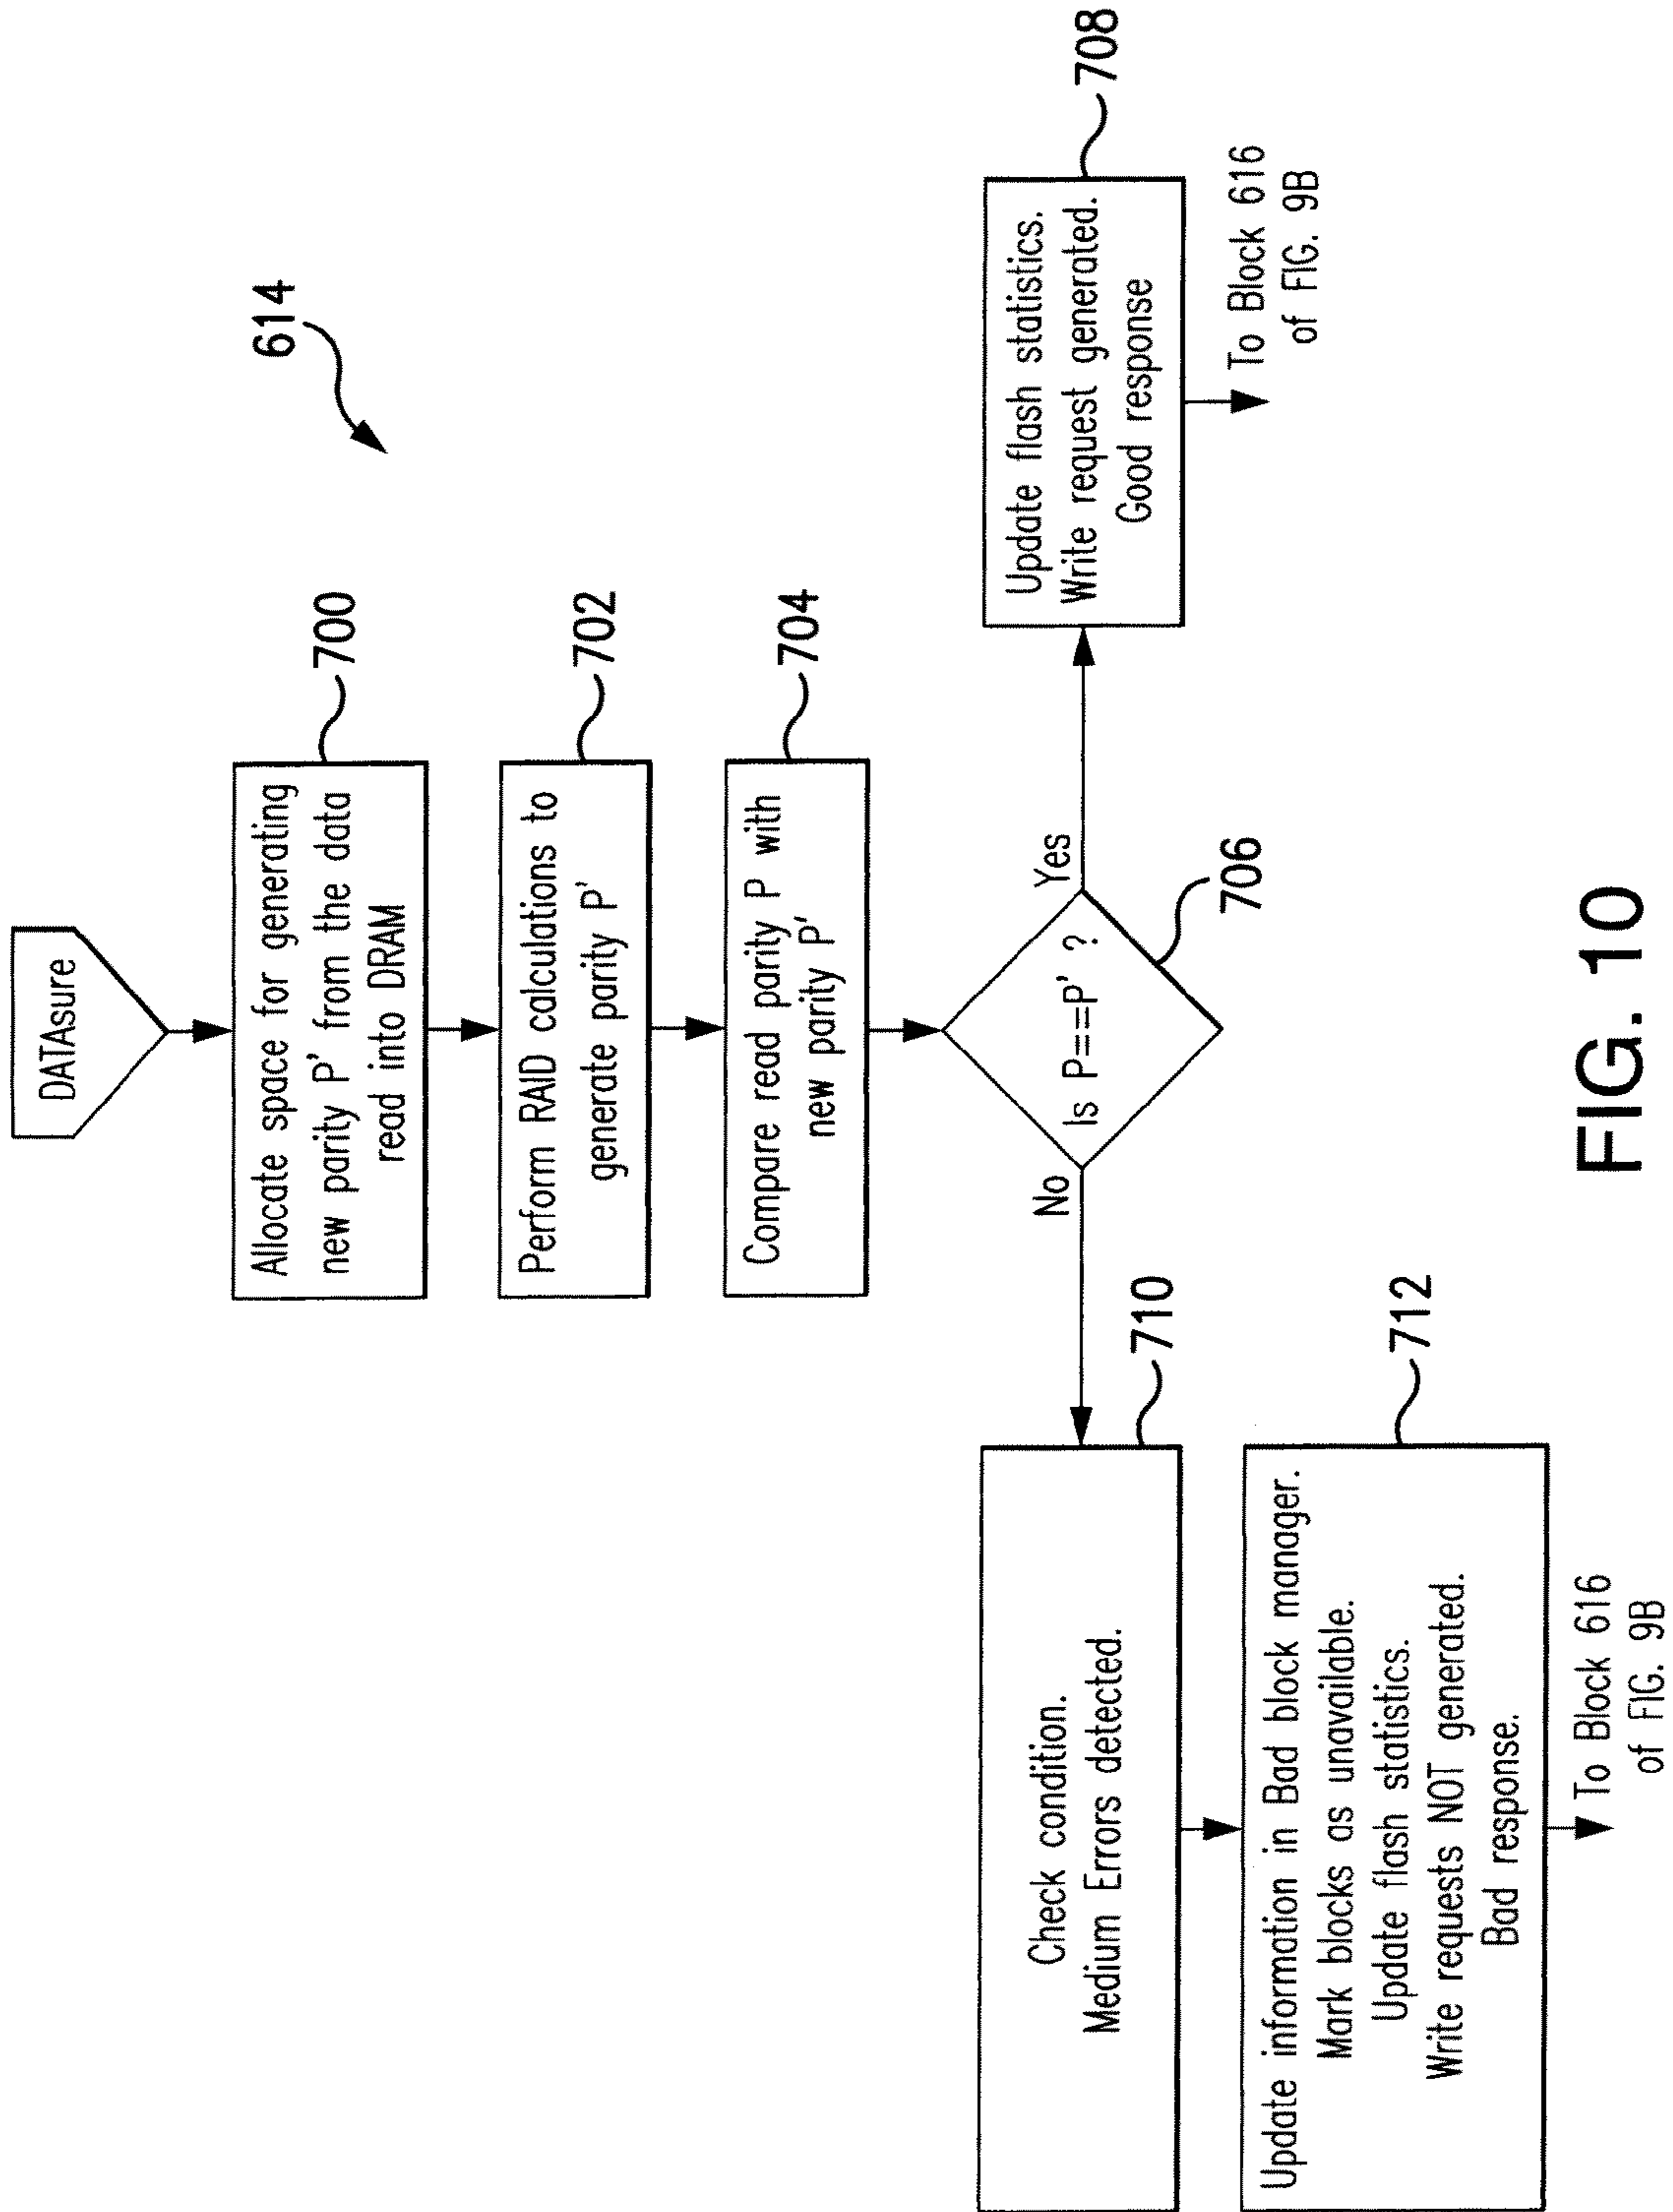 614
DATAsure
Allocate space for generating
new parity P' from the data
read into DRAM
700
Perform RAID calculations to
generate parity P'
702
Compare read parity P with
new parity P'
704
Is P==P' ?
706
Yes
No
Update flash statistics.
Write request generated.
Good response
708
To Block 616
of FIG. 9B
Check condition.
Medium Errors detected.
710
Update information in Bad block manager.
Mark blocks as unavailable.
Update flash statistics.
Write requests NOT generated.
Bad response.
712
To Block 616
of FIG. 9B
FIG. 10